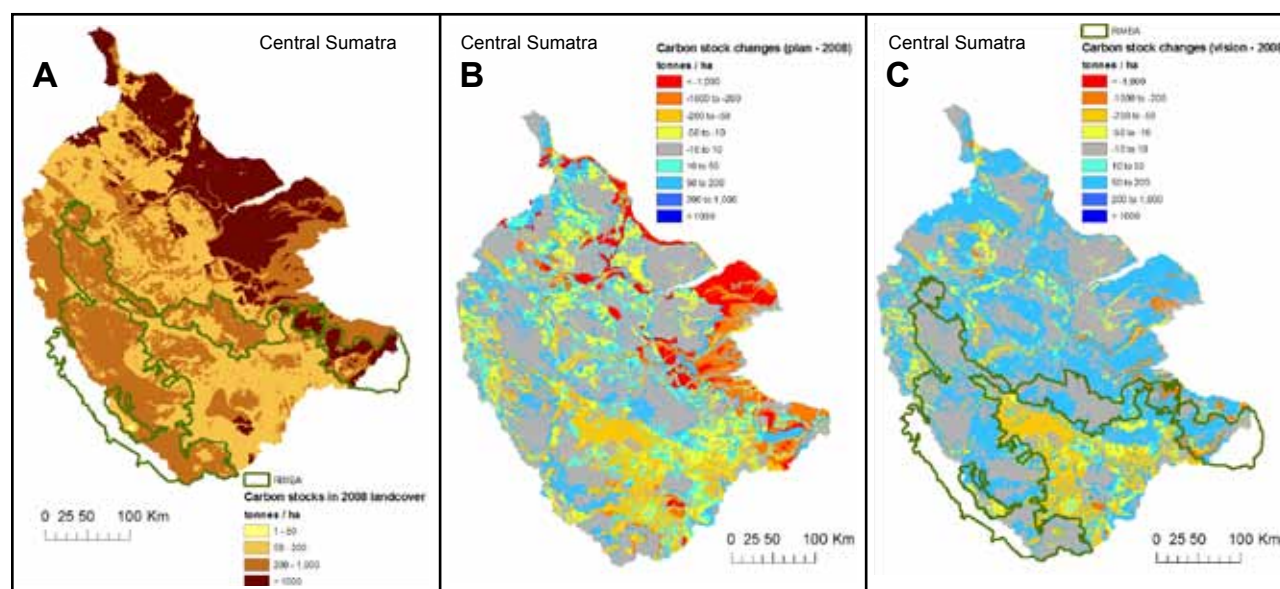 Central Sumatra
A
RIMBA
Carbon stocks in 2008 landcover
tonnes / ha
1 - 50
50 - 200
200 - 1,000
> 1000
0 25 50 100 Km
Central Sumatra
B
Carbon stock changes (plan - 2008)
tonnes / ha
< -1,000
-1000 to -200
-200 to -50
-50 to -10
-10 to 10
10 to 50
50 to 200
200 to 1,000
> 1000
0 25 50 100 Km
RIMBA
Central Sumatra
C
Carbon stock changes (vision - 2008)
tonnes / ha
< -1,000
-1000 to -200
-200 to -50
-50 to -10
-10 to 10
10 to 50
50 to 200
200 to 1,000
> 1000
0 25 50 100 Km